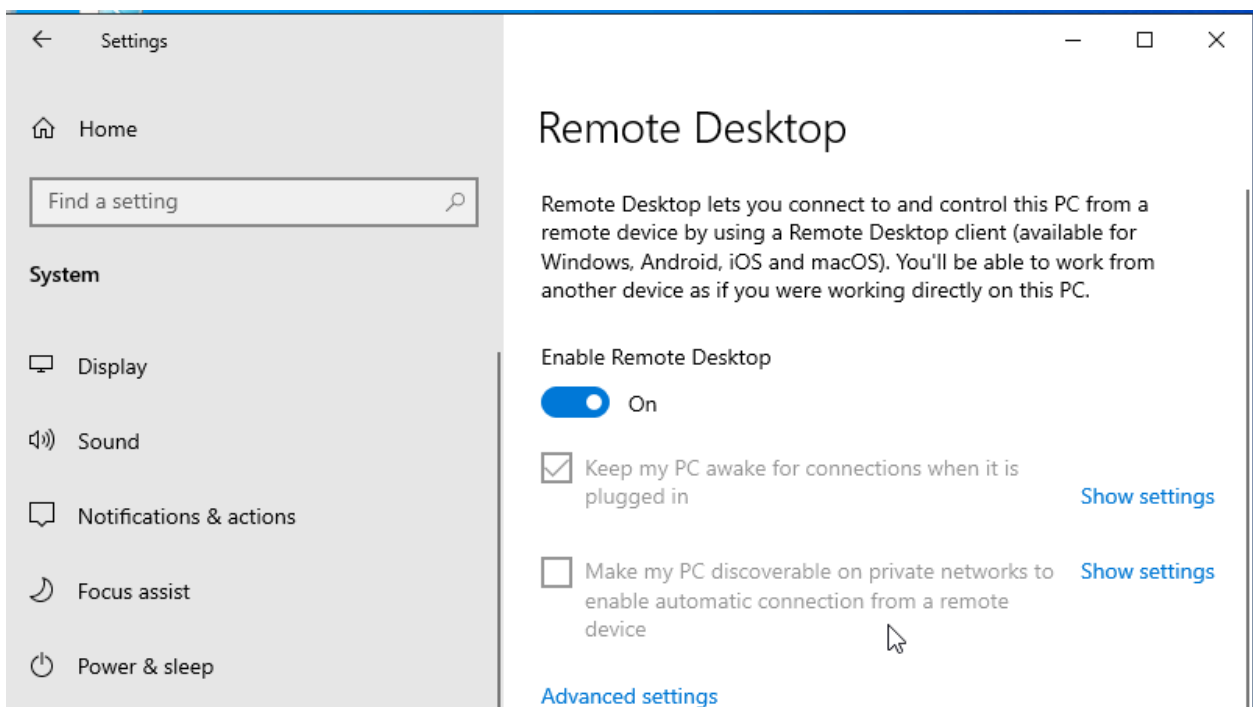 Settings
Home
Find a setting
System
Display
Sound
Notifications & actions
Focus assist
Power & sleep
Remote Desktop
Remote Desktop lets you connect to and control this PC from a
remote device by using a Remote Desktop client (available for
Windows, Android, iOS and macOS). You'll be able to work from
another device as if you were working directly on this PC.
Enable Remote Desktop
On
Keep my PC awake for connections when it is
plugged in
Show settings
Make my PC discoverable on private networks to
enable automatic connection from a remote
device
Show settings
Advanced settings